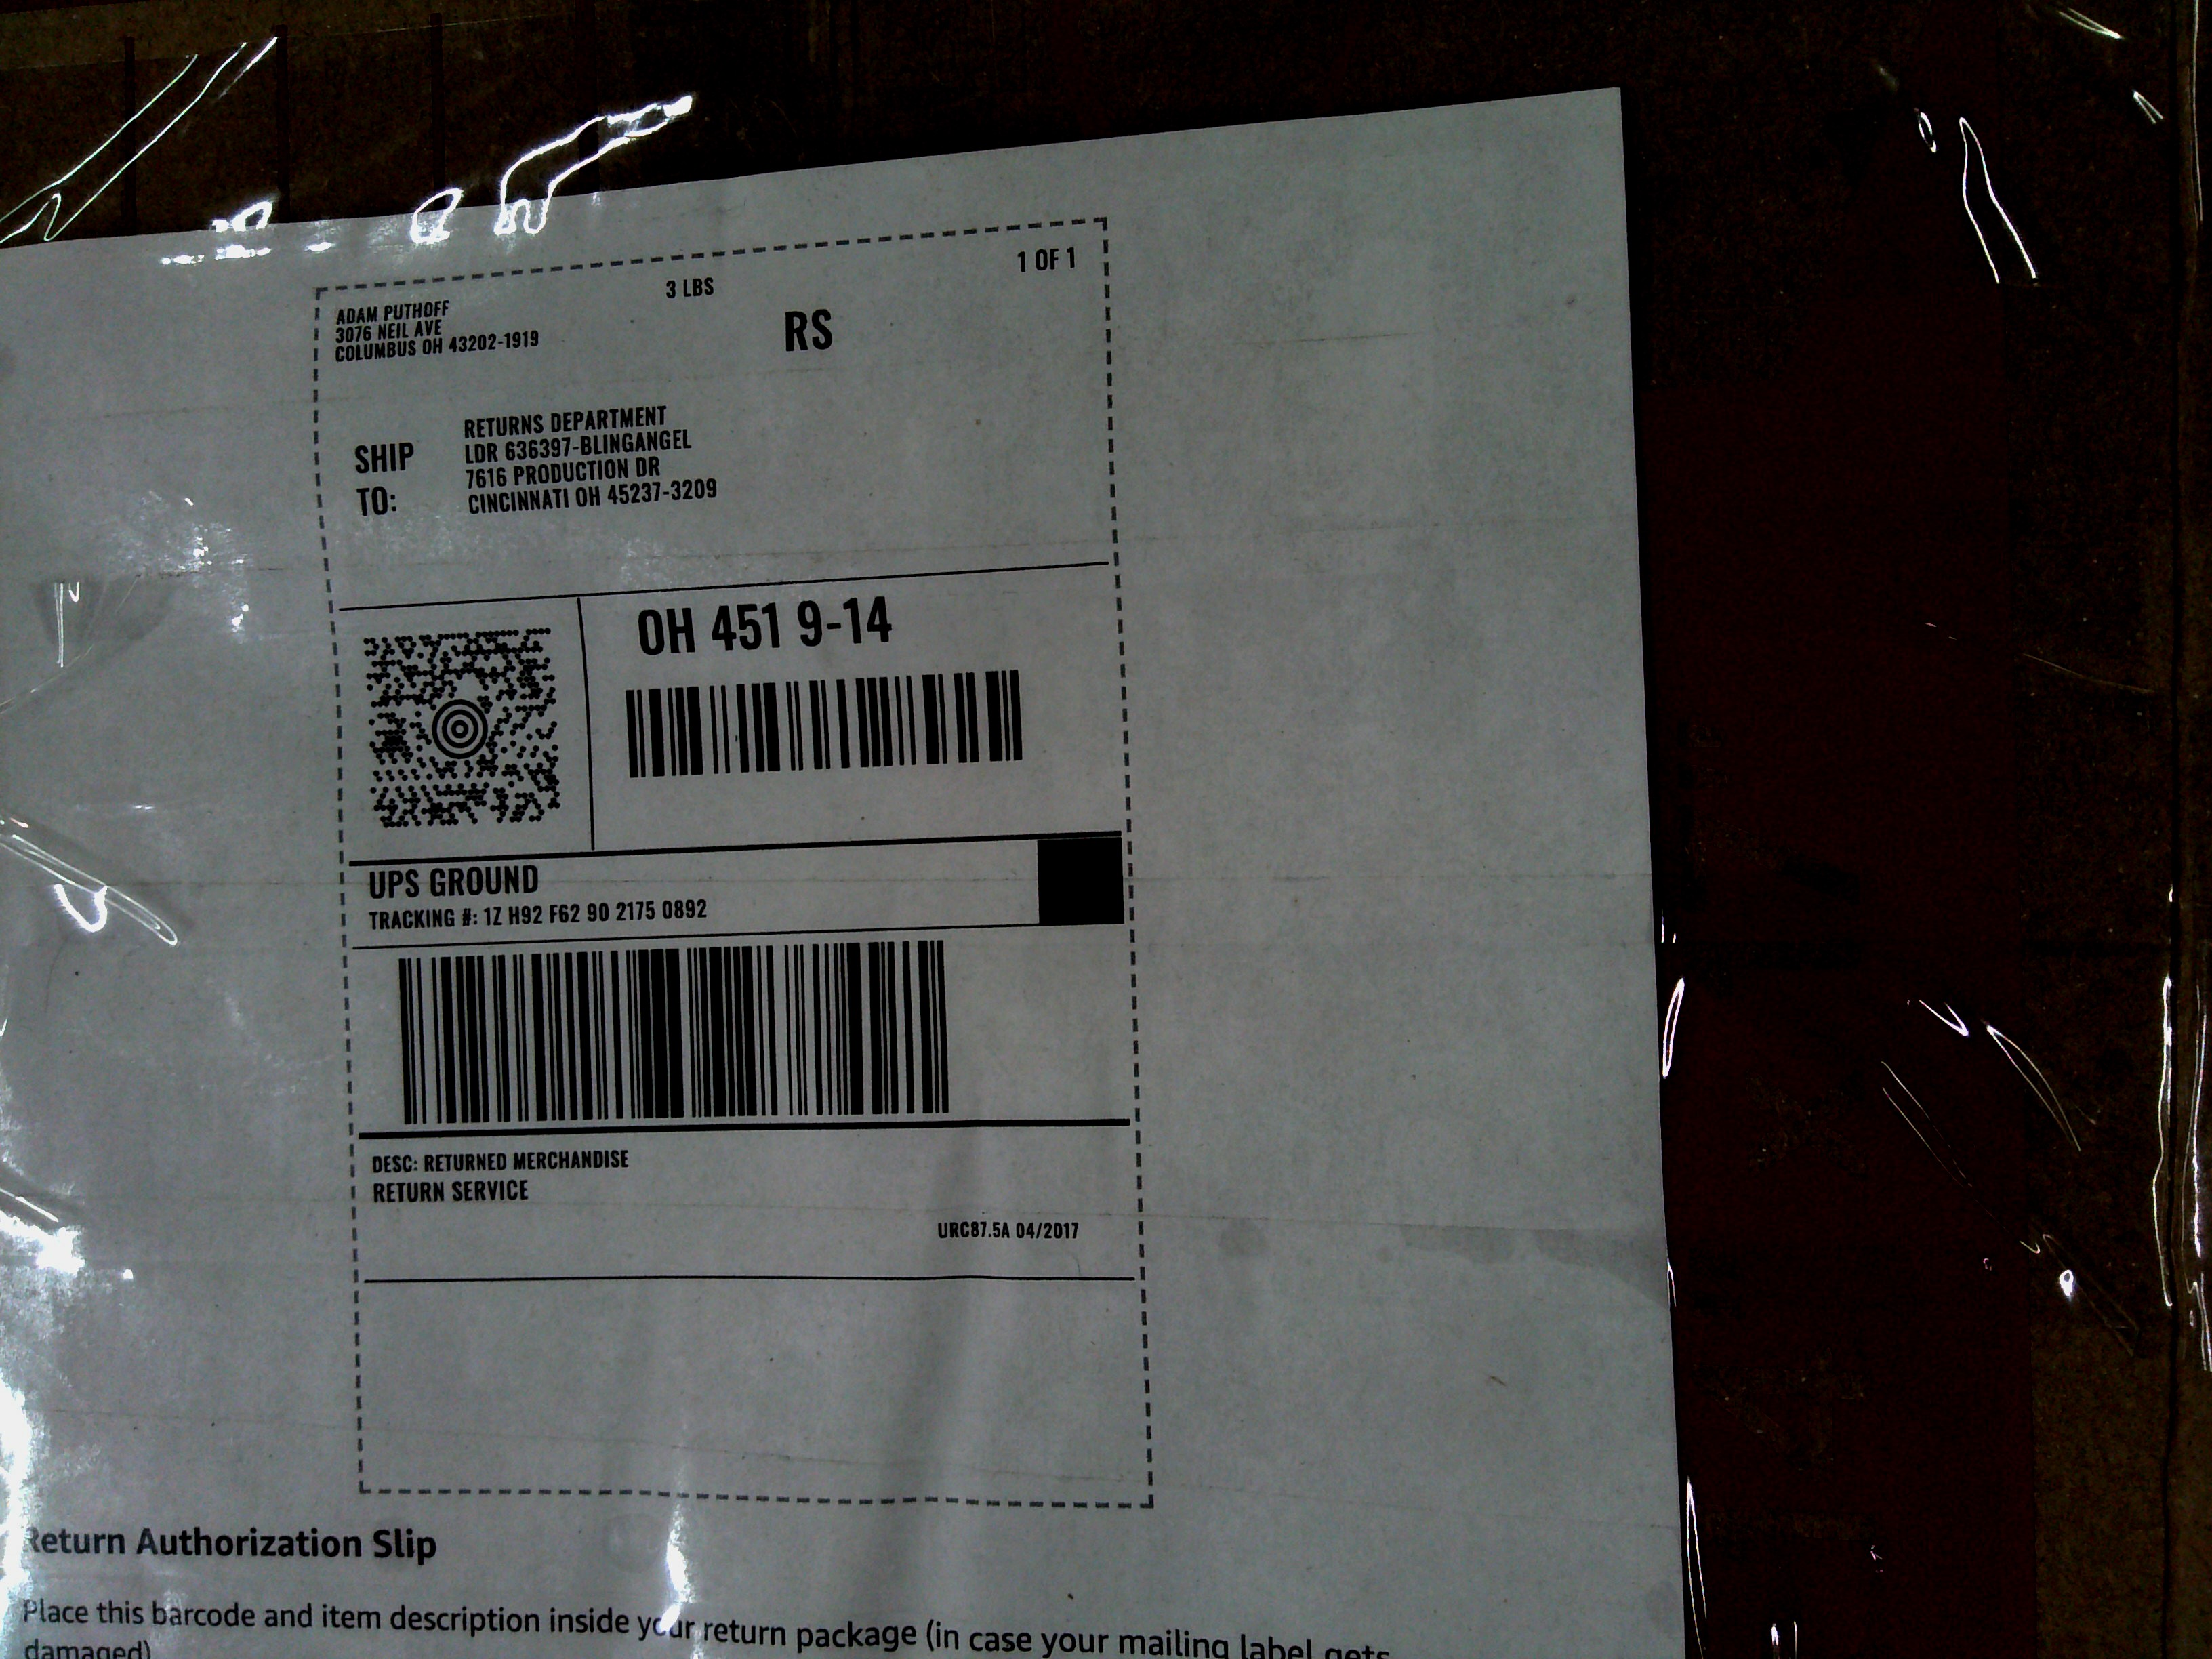 1 OF 1
3 LBS
RS
ADAM PUTHOFF
3076 NEIL AVE
COLUMBUS OH 43202-1919
SHIP
TO:
RETURNS DEPARTMENT
LDR 636397-BLINGANGEL
7616 PRODUCTION DR
CINCINNATI OH 45237-3209
OH 451 9-14
UPS GROUND
TRACKING #: 1Z H92 F62 90 2175 0892
DESC: RETURNED MERCHANDISE
RETURN SERVICE
URC87.5A 04/2017
Return Authorization Slip
Place this barcode and item description inside your return package (in case your mailing label gets
damaged)